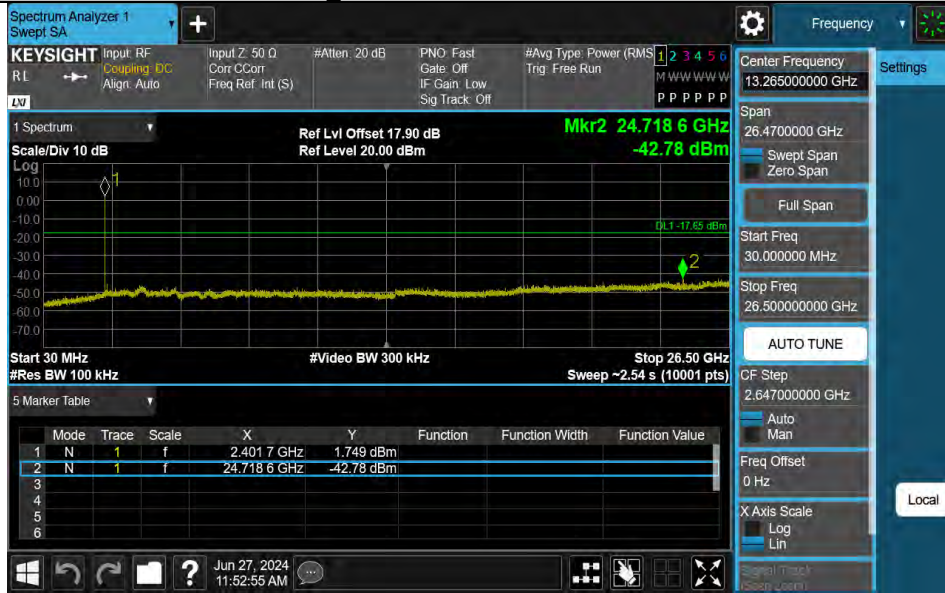 Spectrum Analyzer 1
Swept SA
Frequency
KEYSIGHT
RL
LXI
Input: RF
Coupling: DC
Align: Auto
Input Z: 50 Ω
Corr CCorr
Freq Ref: Int (S)
#Atten: 20 dB
PNO: Fast
Gate: Off
IF Gain: Low
Sig Track: Off
#Avg Type: Power (RMS
Trig: Free Run
1 2 3 4 5 6
M W W W W W
P P P P P P
1 Spectrum
Scale/Div 10 dB
Ref Lvl Offset 17.90 dB
Ref Level 20.00 dBm
Mkr2 24.718 6 GHz
-42.78 dBm
Log
10.0
0.00
-10.0
-20.0
-30.0
-40.0
-50.0
-60.0
-70.0
1
DL1 -17.65 dBm
2
Start 30 MHz
#Res BW 100 kHz
#Video BW 300 kHz
Stop 26.50 GHz
Sweep ~2.54 s (10001 pts)
5 Marker Table
Mode Trace Scale X Y Function Function Width Function Value
1 N 1 f 2.401 7 GHz 1.749 dBm
2 N 1 f 24.718 6 GHz -42.78 dBm
3
4
5
6
Jun 27, 2024
11:52:55 AM
Center Frequency
13.265000000 GHz
Span
26.4700000 GHz
Swept Span
Zero Span
Full Span
Start Freq
30.000000 MHz
Stop Freq
26.500000000 GHz
AUTO TUNE
CF Step
2.647000000 GHz
Auto
Man
Freq Offset
0 Hz
X Axis Scale
Log
Lin
Signal Track
(Span Zoom)
Settings
Local